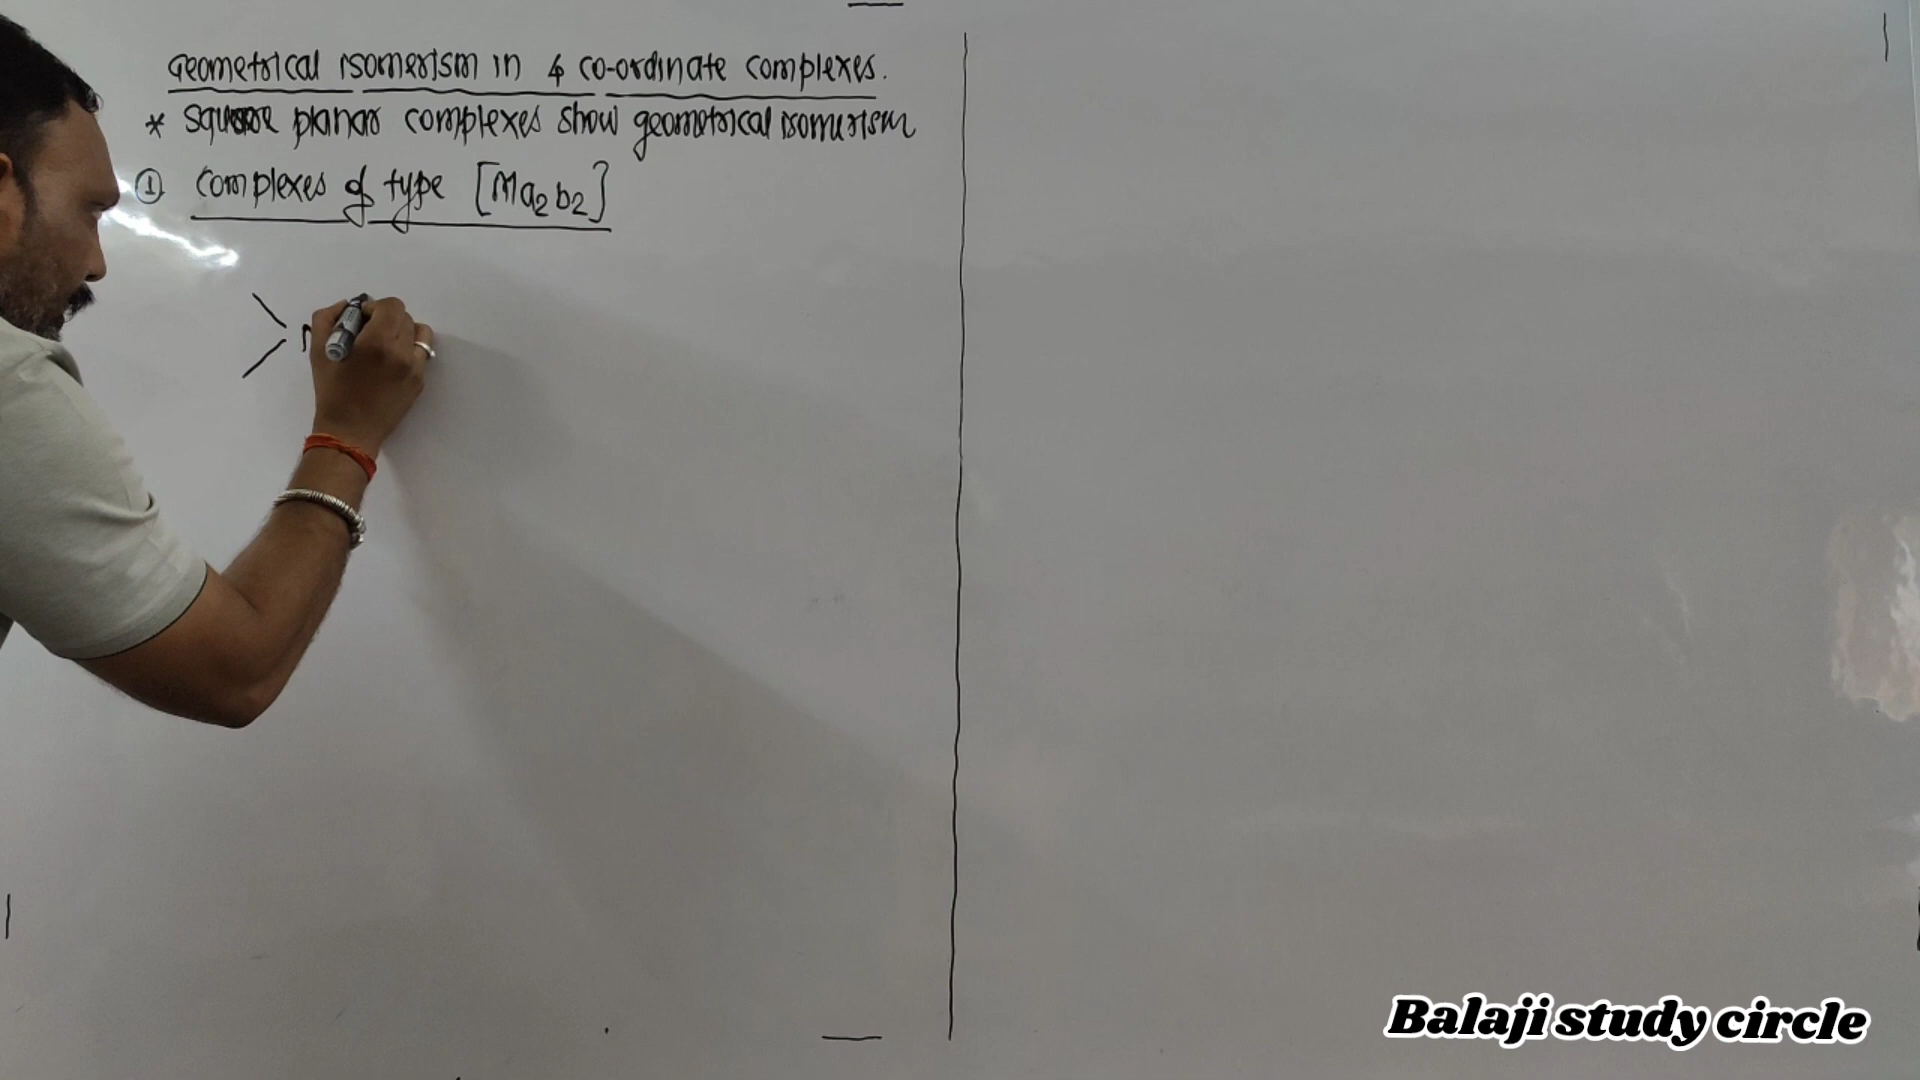 Geometrical isomerism in 4 co-ordinate complexes.
* square planar complexes show geometrical isomerism
① complexes of type [Ma2b2]
Balaji study circle